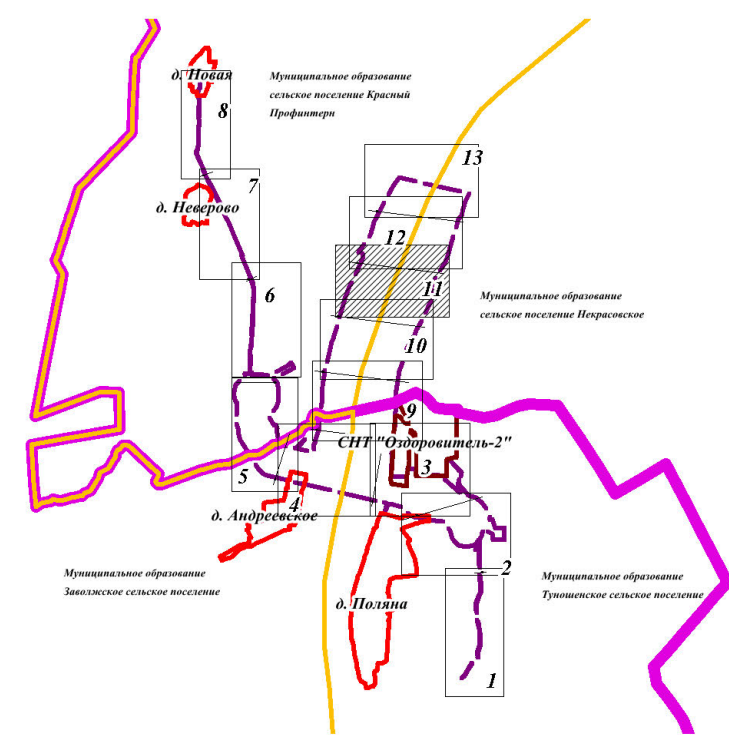 д. Новая
Муниципальное образование
сельское поселение Красный
Профинтерн
8
13
7
д. Неверово
12
6
11
Муниципальное образование
сельское поселение Некрасовское
10
9
СНТ "Оздоровитель-2"
3
5
4
д. Андреевское
2
Муниципальное образование
Заволжское сельское поселение
Муниципальное образование
Туношенское сельское поселение
д. Поляна
1